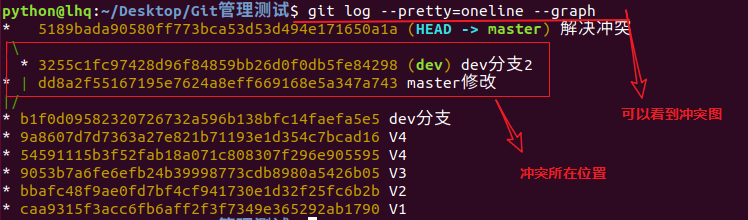 python@lhq:~/Desktop/Git管理测试$ git log --pretty=oneline --graph
*   5189bada90580ff773bca53d53d494e171650a1a (HEAD -> master) 解决冲突
|\
| * 3255c1fc97428d96f84859bb26d0f0db5fe84298 (dev) dev分支2
* | dd8a2f55167195e7624a8eff669168e5a347a743 master修改
|/
* b1f0d09582320726732a596b138bfc14faefa5e5 dev分支
可以看到冲突图
* 9a8607d7d7363a27e821b71193e1d354c7bcad16 V4
* 54591115b3f52fab18a071c808307f296e905595 V4
* 9053b7a6fe6efb24b39998773cdb8980a5426b05 V3
冲突所在位置
* bbafc48f9ae0fd7bf4cf941730e1d32f25fc6b2b V2
* caa9315f3acc6fb6aff2f3f7349e365292ab1790 V1